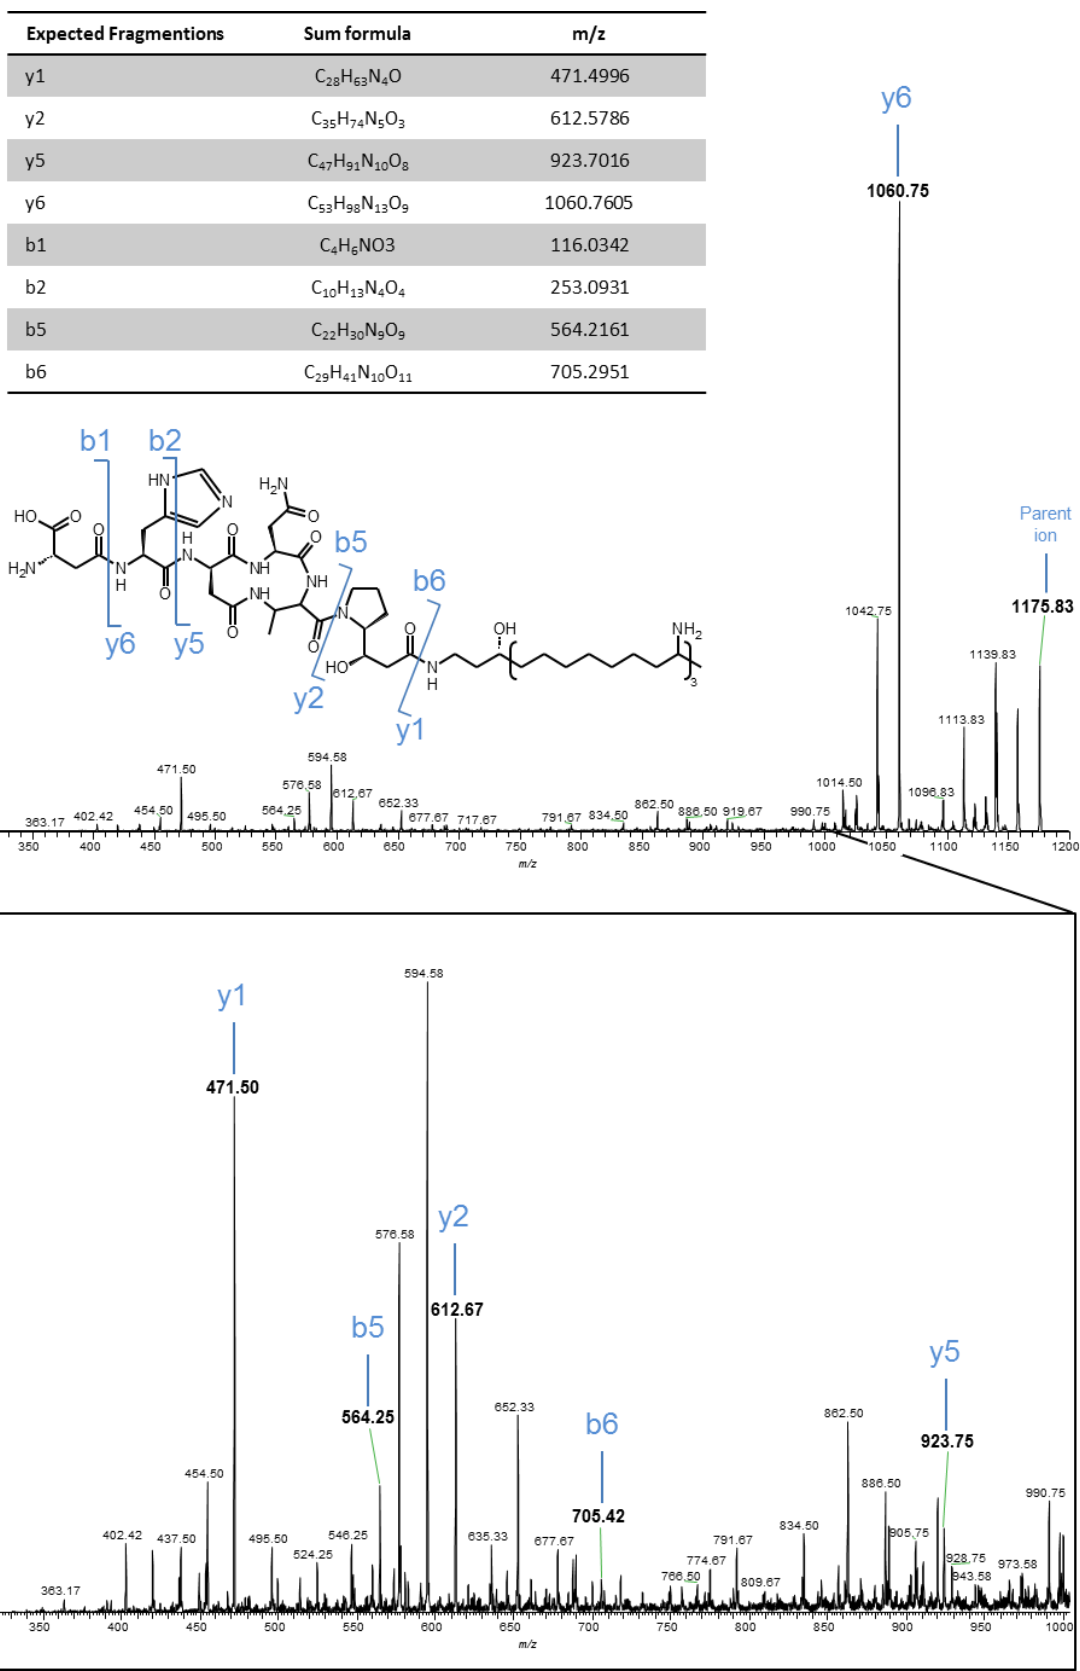 Expected Fragmentions Sum formula m/z
y1 C₂₈H₆₃N₄O 471.4996
y2 C₃₅H₇₄N₅O₃ 612.5786
y5 C₄₇H₉₁N₁₀O₈ 923.7016
y6 C₅₃H₉₈N₁₃O₉ 1060.7605
b1 C₄H₆NO3 116.0342
b2 C₁₀H₁₃N₄O₄ 253.0931
b5 C₂₂H₃₀N₉O₉ 564.2161
b6 C₂₉H₄₁N₁₀O₁₁ 705.2951
y6
1060.75
b1 b2
HN N
H₂N
O
HO O O H O O
b5
H₂N N H O NH NH
b6
O NH N O OH NH₂
y6 y5
O O HO N H 3
y2
y1
Parent
ion
1175.83
1042.75
1139.83
1113.83
1014.50
1096.83
471.50
594.58
576.58
612.67
363.17 402.42 454.50 495.50 564.25 652.33 677.67 717.67 791.67 834.50 862.50 886.50 919.67 990.75
350 400 450 500 550 600 650 700 750 800 850 900 950 1000 1050 1100 1150 1200
m/z
594.58
y1
471.50
y2
576.58
612.67
b5
564.25
y5
652.33
862.50
923.75
b6
705.42
454.50
886.50
990.75
402.42 437.50 495.50 546.25 635.33 677.67 791.67 834.50 905.75
524.25 774.67 928.75 973.58
363.17 766.50 809.67 943.58
350 400 450 500 550 600 650 700 750 800 850 900 950 1000
m/z